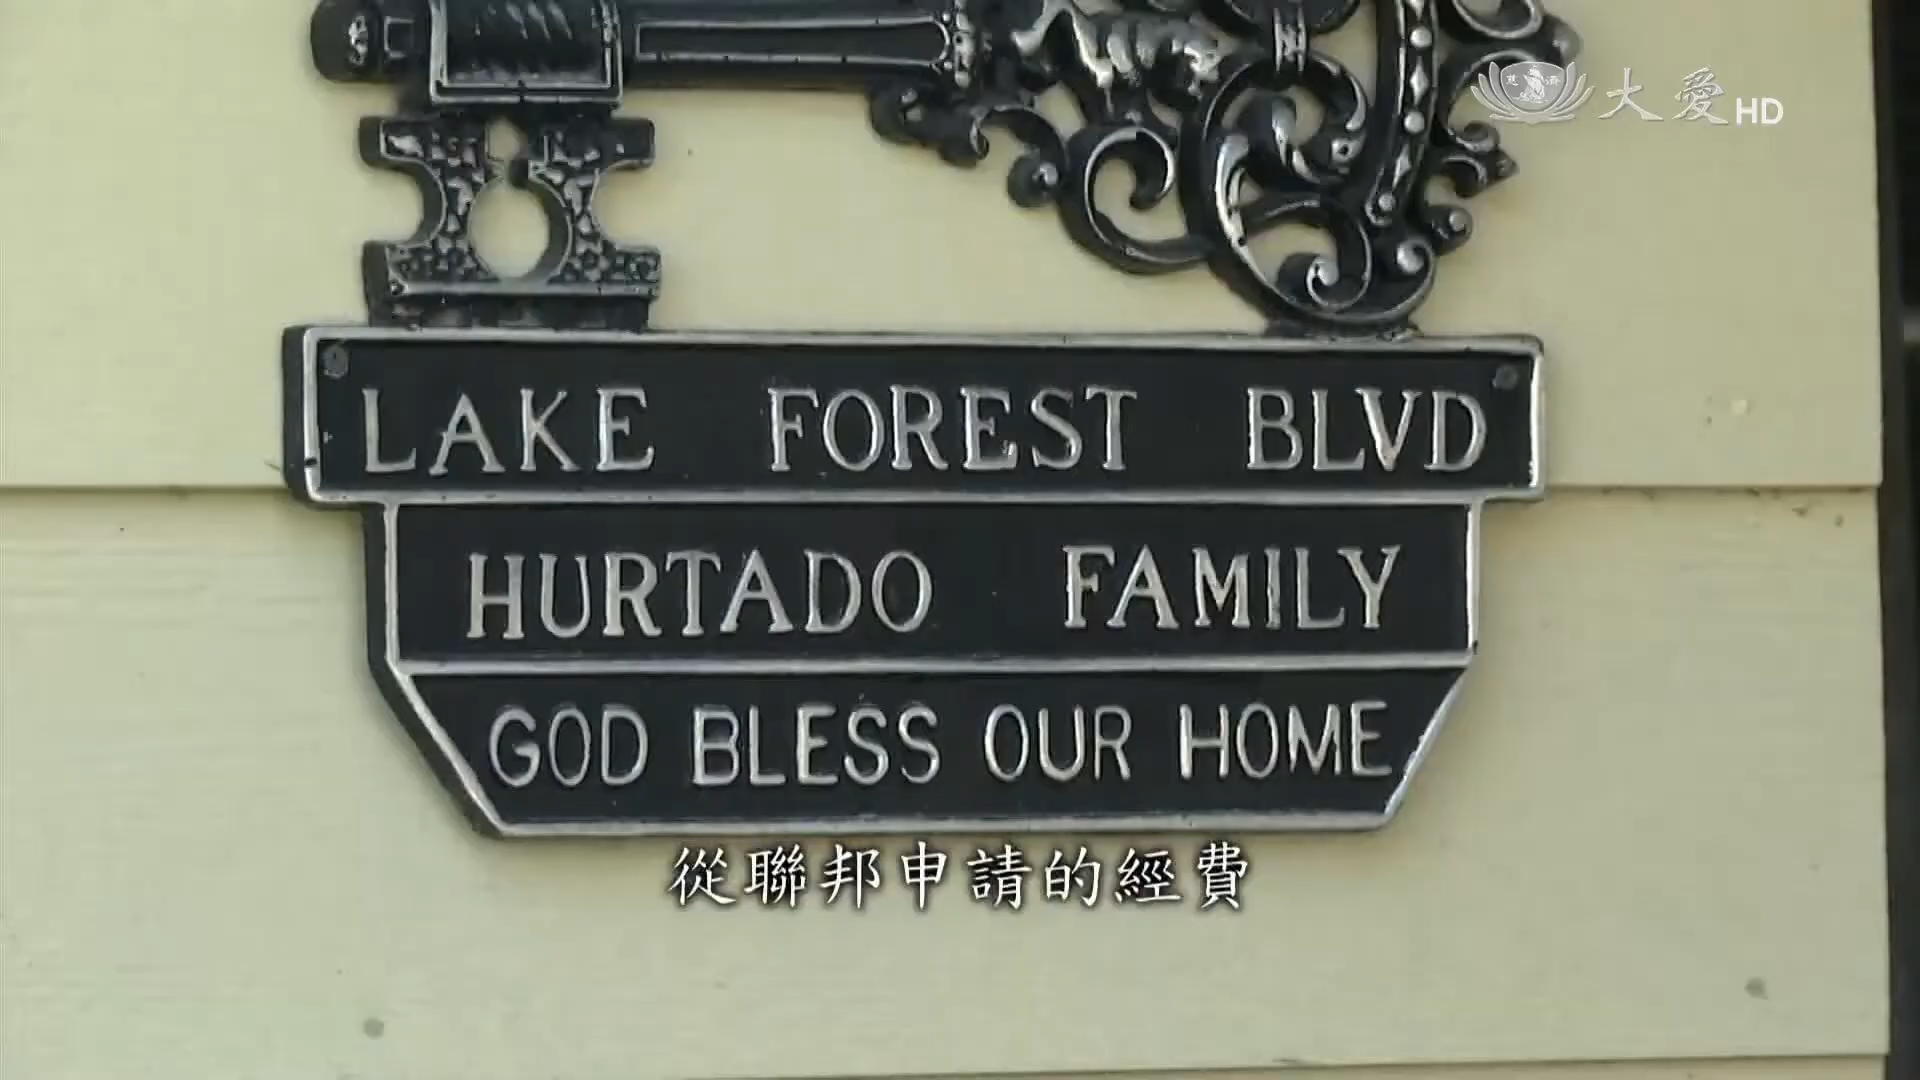 大愛HD
LAKE FOREST BLVD
HURTADO FAMILY
GOD BLESS OUR HOME
從聯邦申請的經費